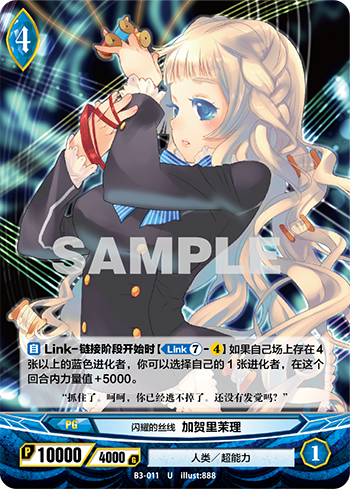 4
SAMPLE
自 Link-链接阶段开始时【Link 7 - 4】如果自己场上存在4
张以上的蓝色进化者，你可以选择自己的1张进化者，在这个
回合内力量值+5000。
“抓住了。呵呵，你已经逃不掉了。还没有发觉吗？”
PG 闪耀的丝线 加贺里茉理
P 10000 / 4000 G 人类／超能力 1
B3-011 U illust:888